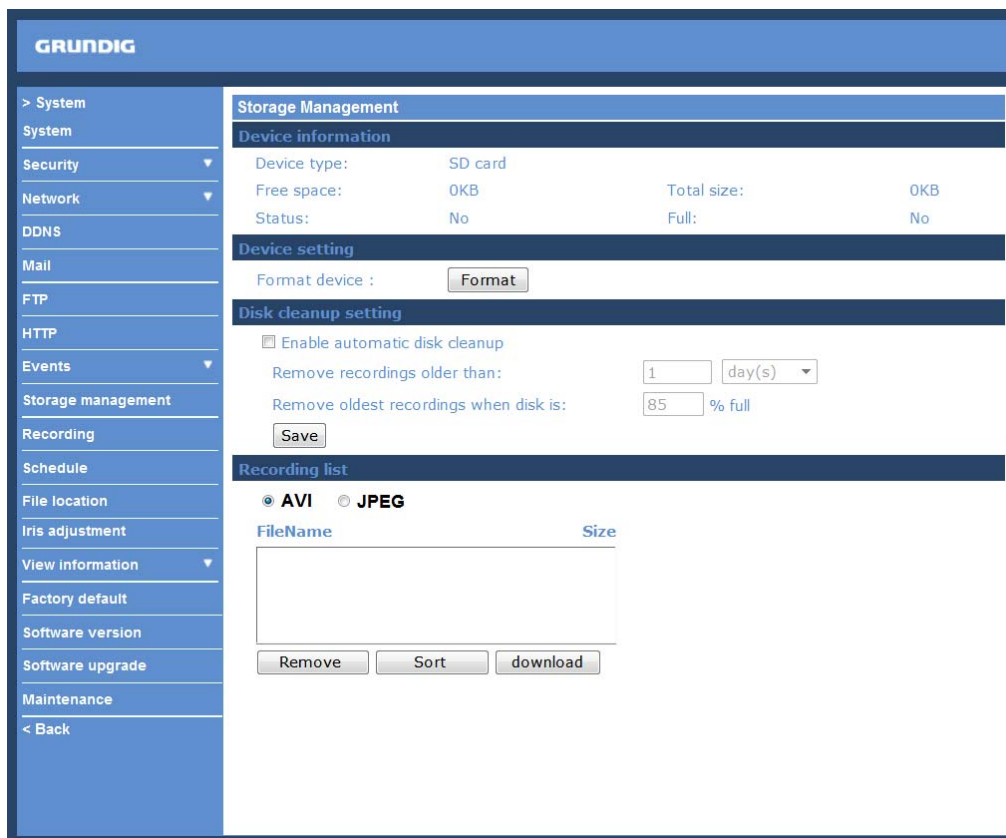 GRUNDIG
> System
System
Security
Network
DDNS
Mail
FTP
HTTP
Events
Storage management
Recording
Schedule
File location
Iris adjustment
View information
Factory default
Software version
Software upgrade
Maintenance
< Back
Storage Management
Device information
Device type: SD card
Free space: 0KB Total size: 0KB
Status: No Full: No
Device setting
Format device : Format
Disk cleanup setting
Enable automatic disk cleanup
Remove recordings older than: 1 day(s)
Remove oldest recordings when disk is: 85 % full
Save
Recording list
AVI JPEG
FileName Size
Remove Sort download